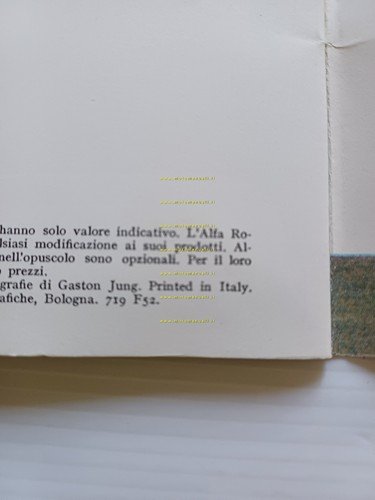 hanno solo valore indicativo. L'Alfa Ro-
lsiasi modificazione ai suoi prodotti. Al-
nell'opuscolo sono opzionali. Per il loro
prezzi.
grafie di Gaston Jung. Printed in Italy.
afiche, Bologna. 719 F52.